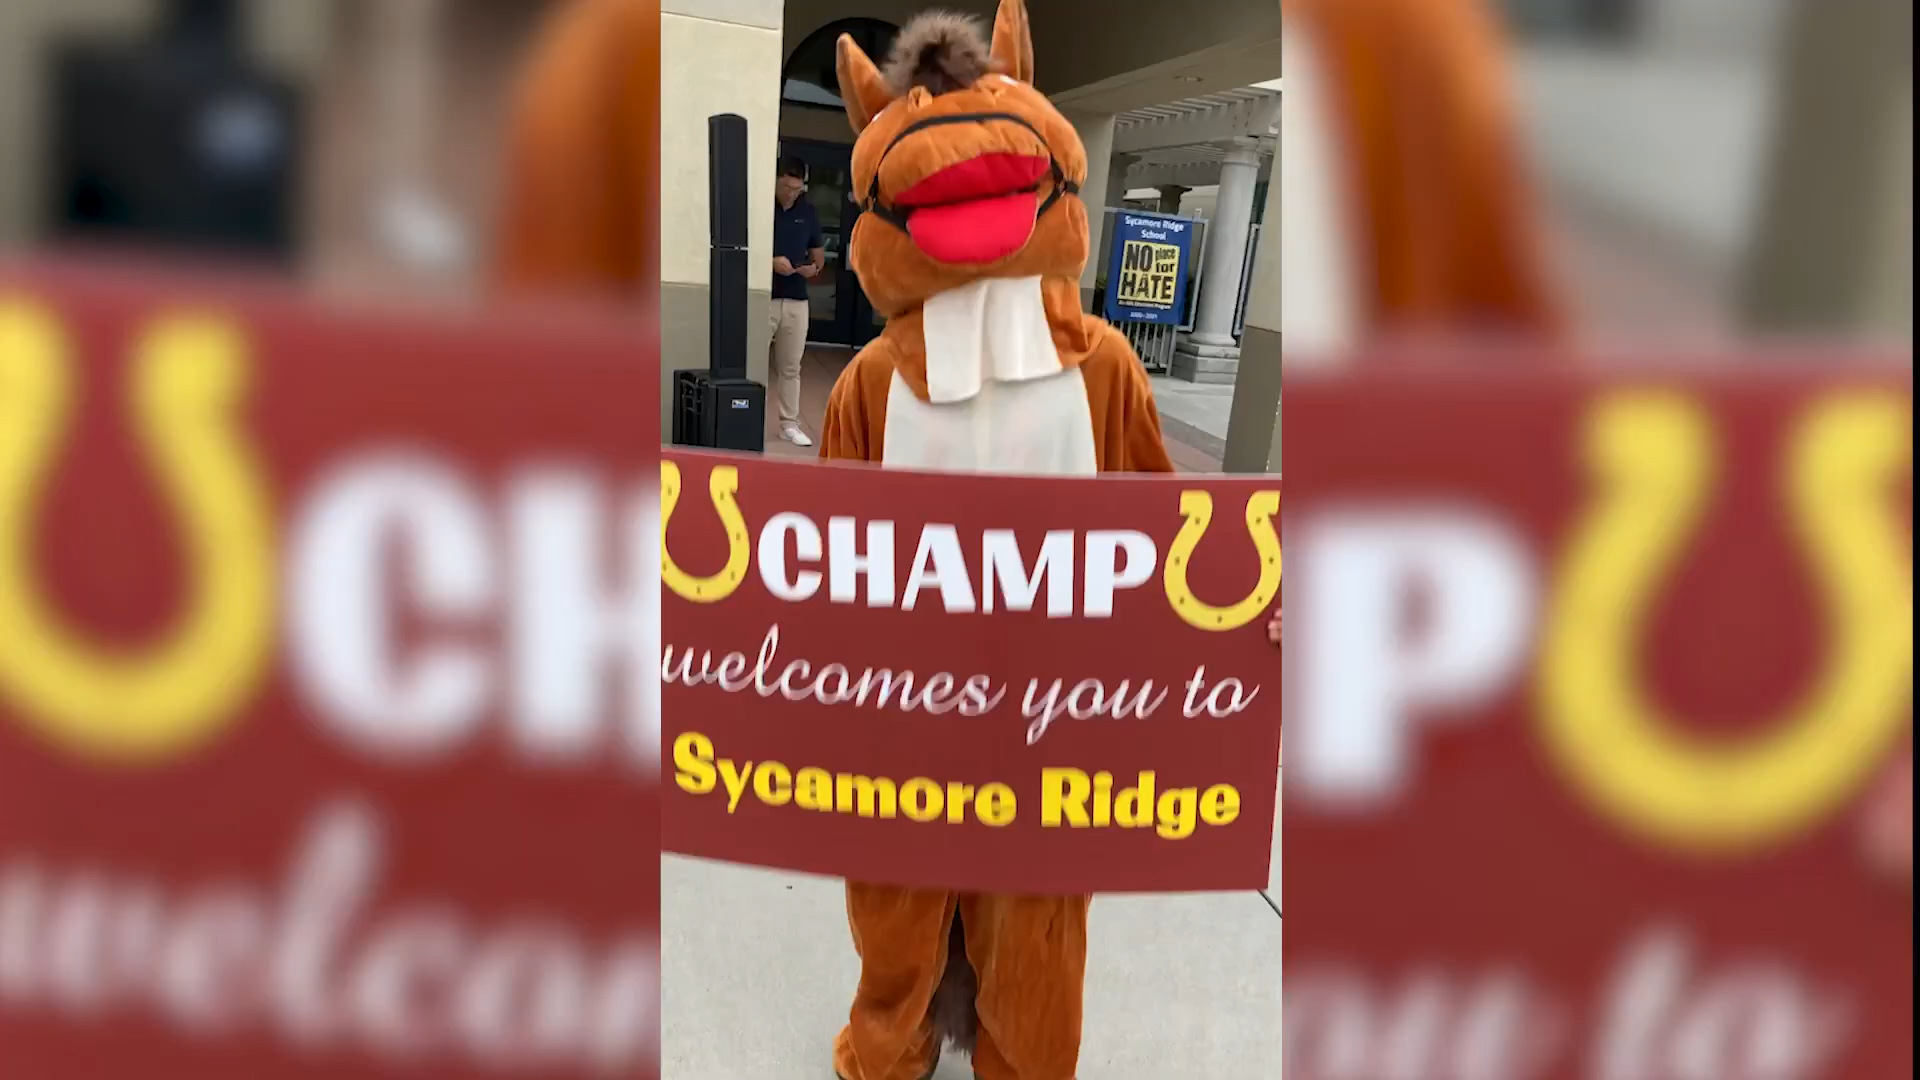 Sycamore Ridge
School
NO place
for
HATE
CHAMP
welcomes you to
Sycamore Ridge